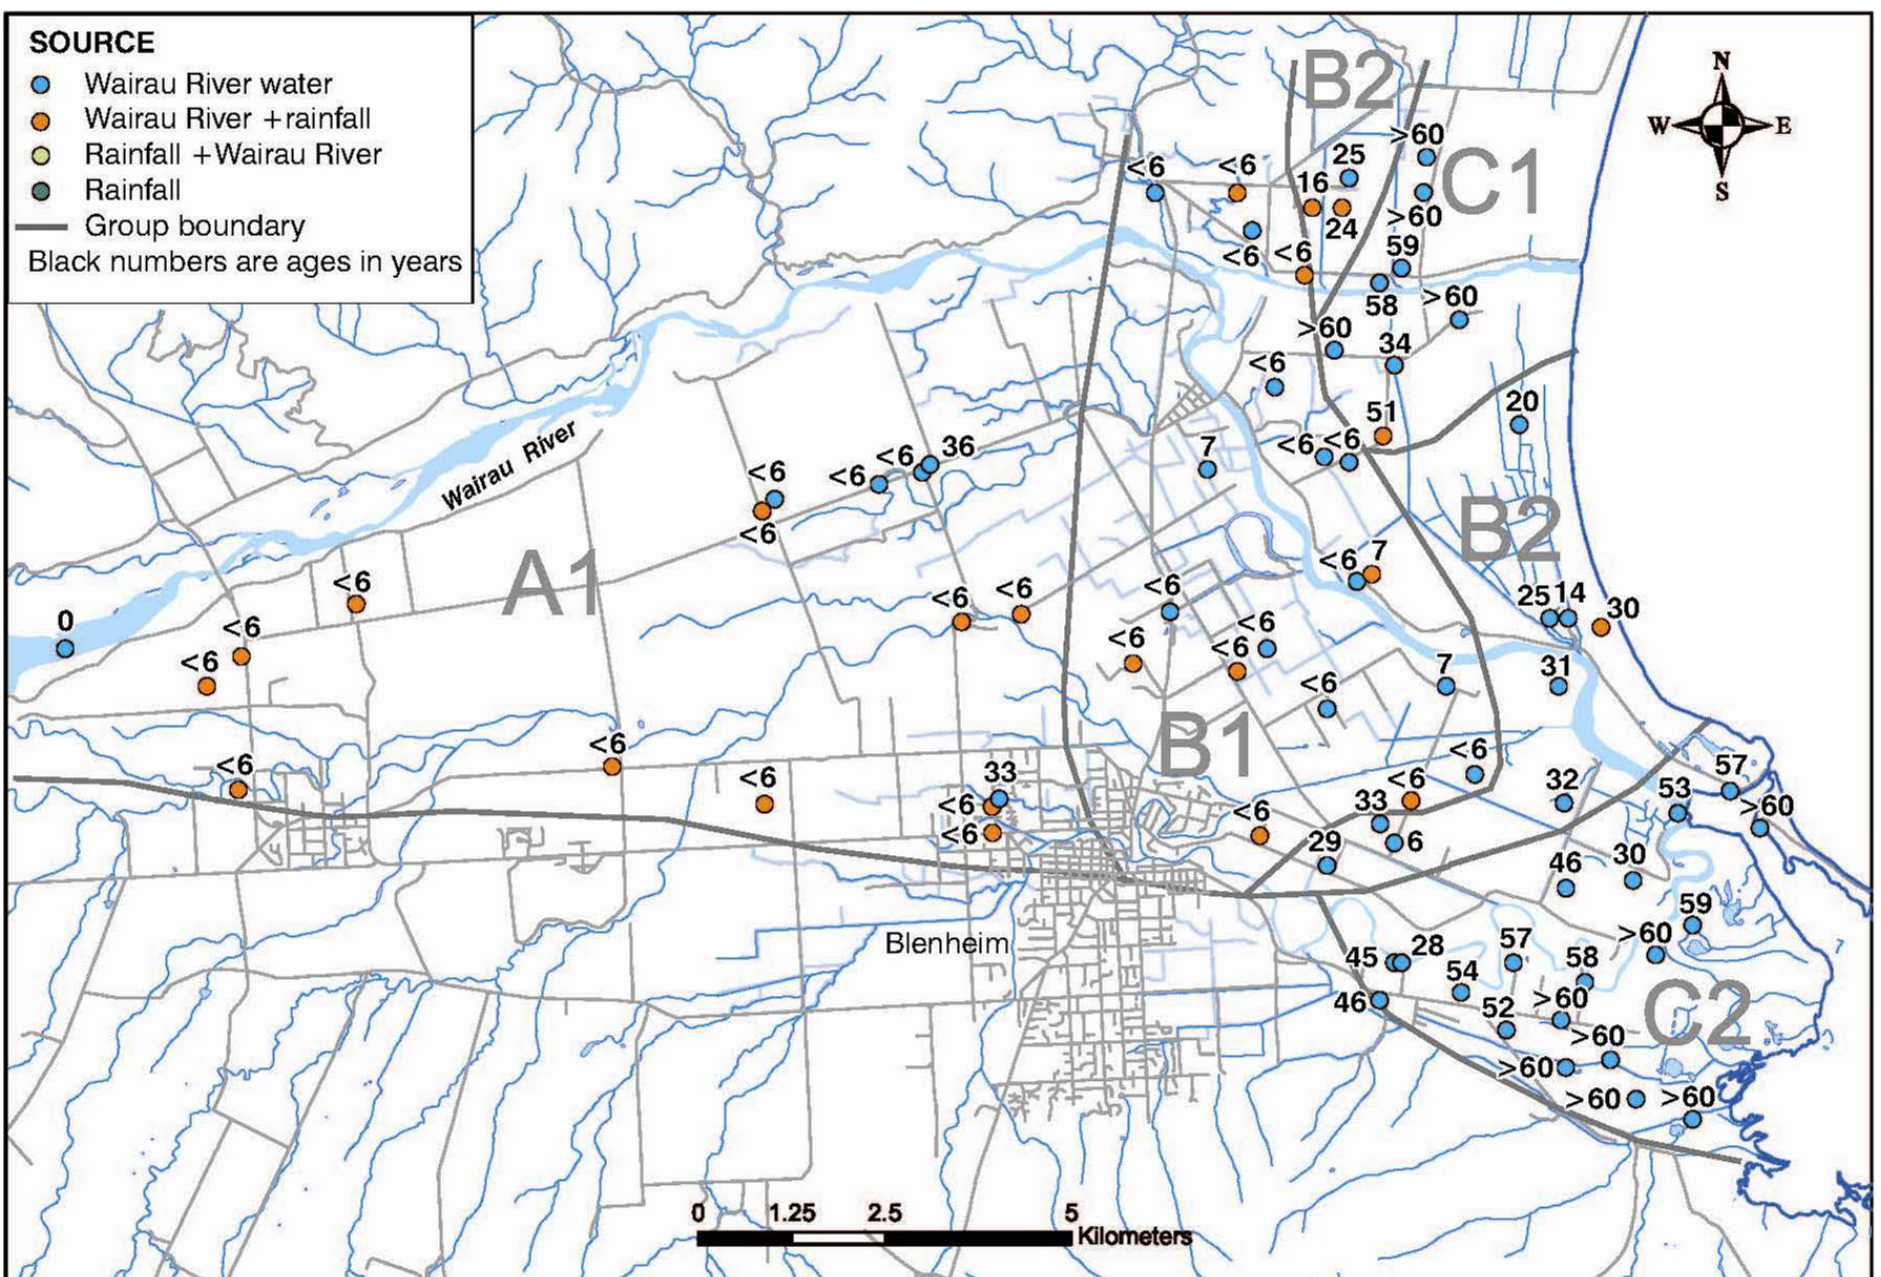 SOURCE
Wairau River water
Wairau River +rainfall
Rainfall +Wairau River
Rainfall
Group boundary
Black numbers are ages in years
N
W E
S
B2
>60
C1
<6 <6 25
16
24 >60
<6 <6 59
58 >60
>60
34
<6
20
51
<6 <6
7
<6 <6 <6 36
<6
Wairau River
B2
A1
<6 7
<6
<6 <6 <6
25 14 30
0 <6 <6
<6 <6
<6
7 31
<6
B1
<6 <6
<6 <6
33 <6 32 57
<6 33 53 >60
<6 <6
29 6
46 30
59
Blenheim
>60
45 28 57 58
54
46 52 >60
C2
>60
>60
>60 >60
0 1.25 2.5 5
Kilometers